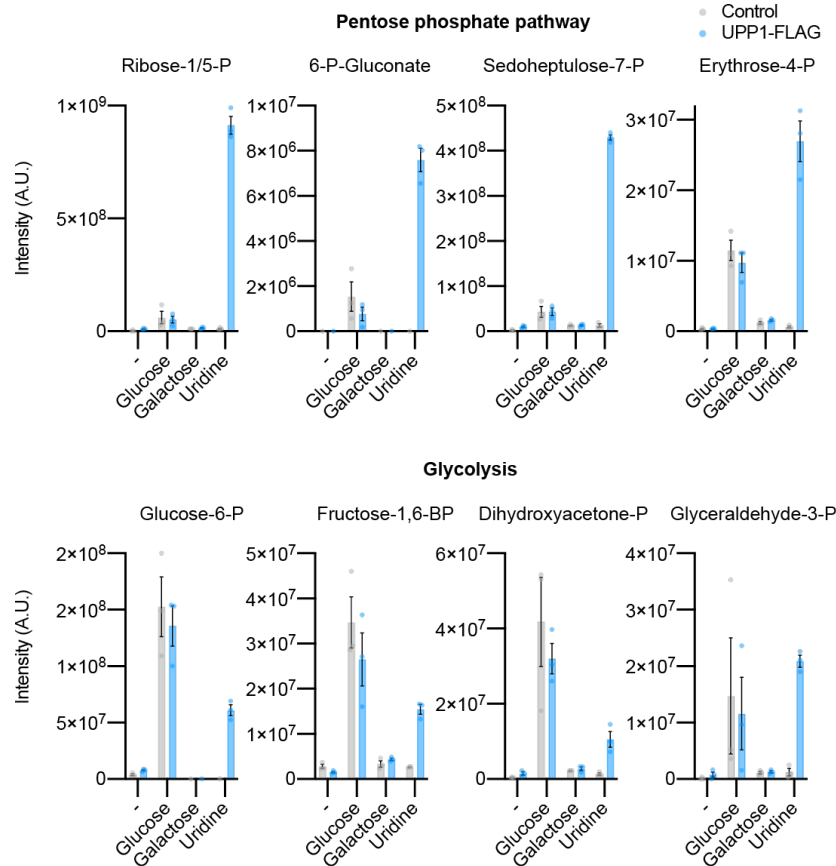 Pentose phosphate pathway
Control
UPP1-FLAG
Ribose-1/5-P
6-P-Gluconate
Sedoheptulose-7-P
Erythrose-4-P
Intensity (A.U.)
1×10⁹
5×10⁸
0
1×10⁷
8×10⁶
6×10⁶
4×10⁶
2×10⁶
0
5×10⁸
4×10⁸
3×10⁸
2×10⁸
1×10⁸
0
3×10⁷
2×10⁷
1×10⁷
0
- Glucose Galactose Uridine
- Glucose Galactose Uridine
- Glucose Galactose Uridine
- Glucose Galactose Uridine
Glycolysis
Glucose-6-P
Fructose-1,6-BP
Dihydroxyacetone-P
Glyceraldehyde-3-P
Intensity (A.U.)
2×10⁸
2×10⁸
1×10⁸
5×10⁷
0
5×10⁷
4×10⁷
3×10⁷
2×10⁷
1×10⁷
0
6×10⁷
4×10⁷
2×10⁷
0
4×10⁷
3×10⁷
2×10⁷
1×10⁷
0
- Glucose Galactose Uridine
- Glucose Galactose Uridine
- Glucose Galactose Uridine
- Glucose Galactose Uridine